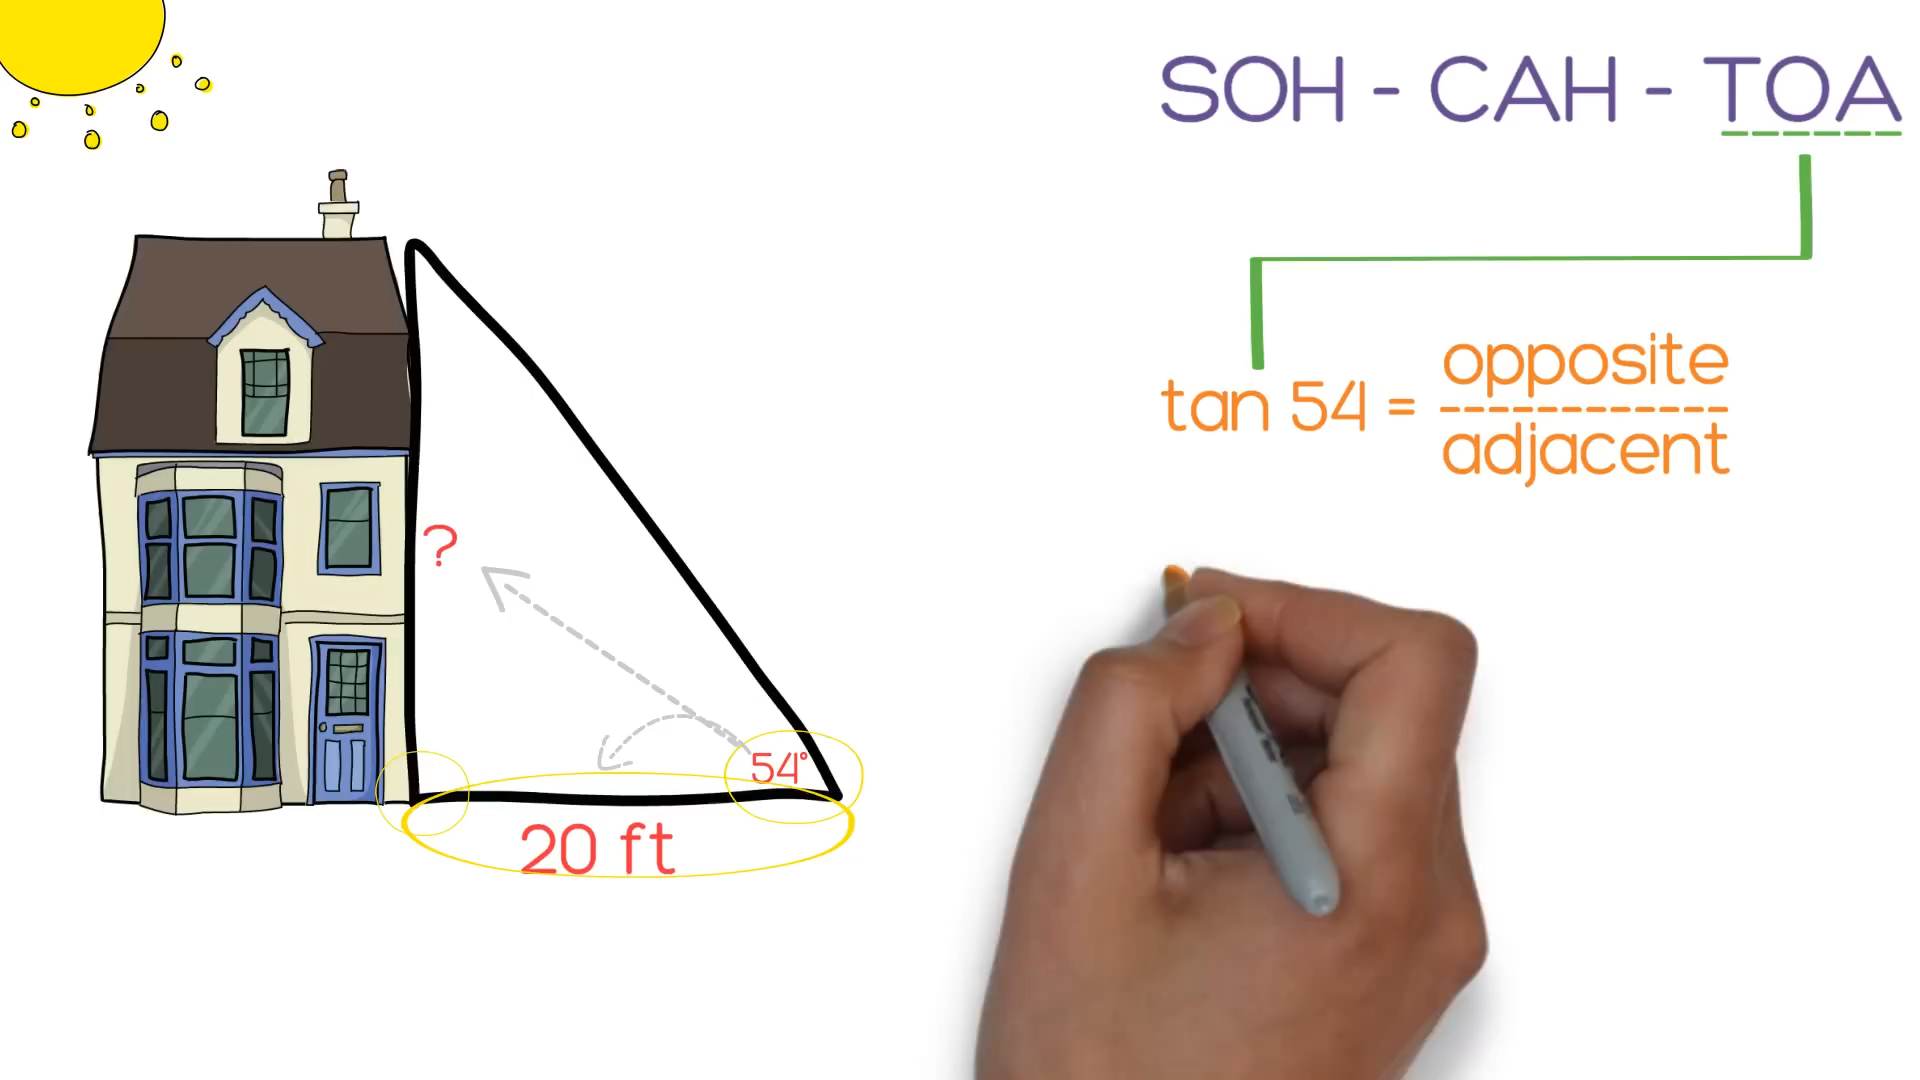 SOH - CAH - TOA
tan 54 = opposite
adjacent
?
54°
20 ft